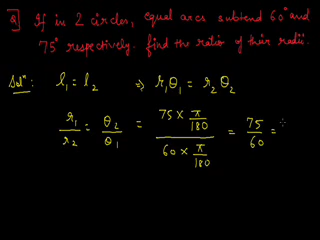 Q) If in 2 circles, equal arcs subtend 60° and
75° respectively. find the ratio of their radii.
Solⁿ: l₁ = l₂ ⇒ r₁θ₁ = r₂θ₂
r₁/r₂ = θ₂/θ₁ = (75 × π/180)/(60 × π/180) = 75/60 =